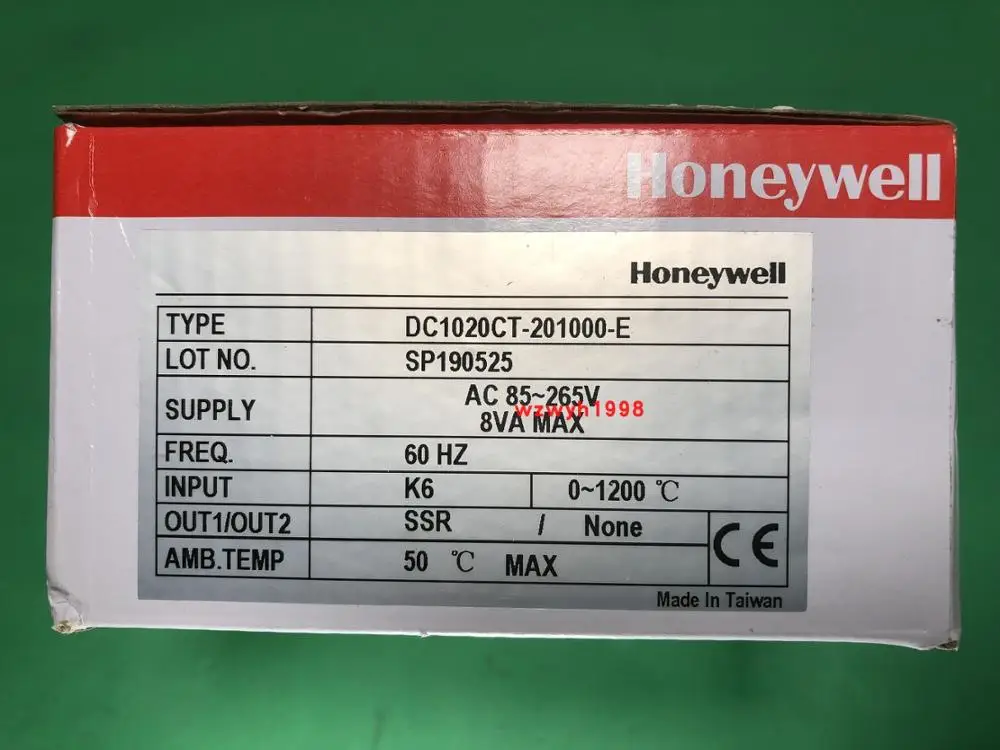 Honeywell
Honeywell
TYPE DC1020CT-201000-E
LOT NO. SP190525
SUPPLY AC 85~265V
8VA MAX
wzwyh1998
FREQ. 60 HZ
INPUT K6 0~1200 ℃
OUT1/OUT2 SSR / None
AMB.TEMP 50 ℃ MAX
CE
Made In Taiwan